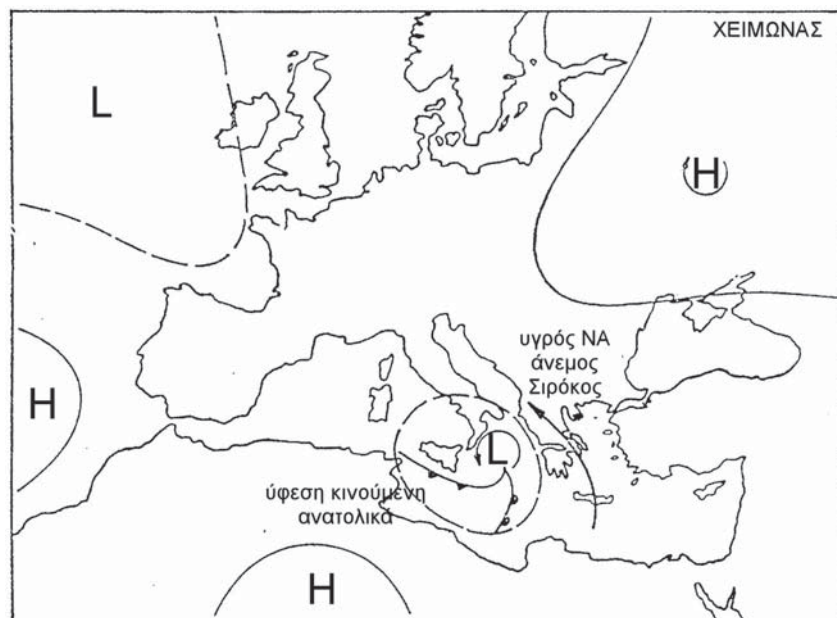 ΧΕΙΜΩΝΑΣ
L
H
υγρός ΝΑ
άνεμος
Σιρόκος
H
L
ύφεση κινούμενη
ανατολικά
H